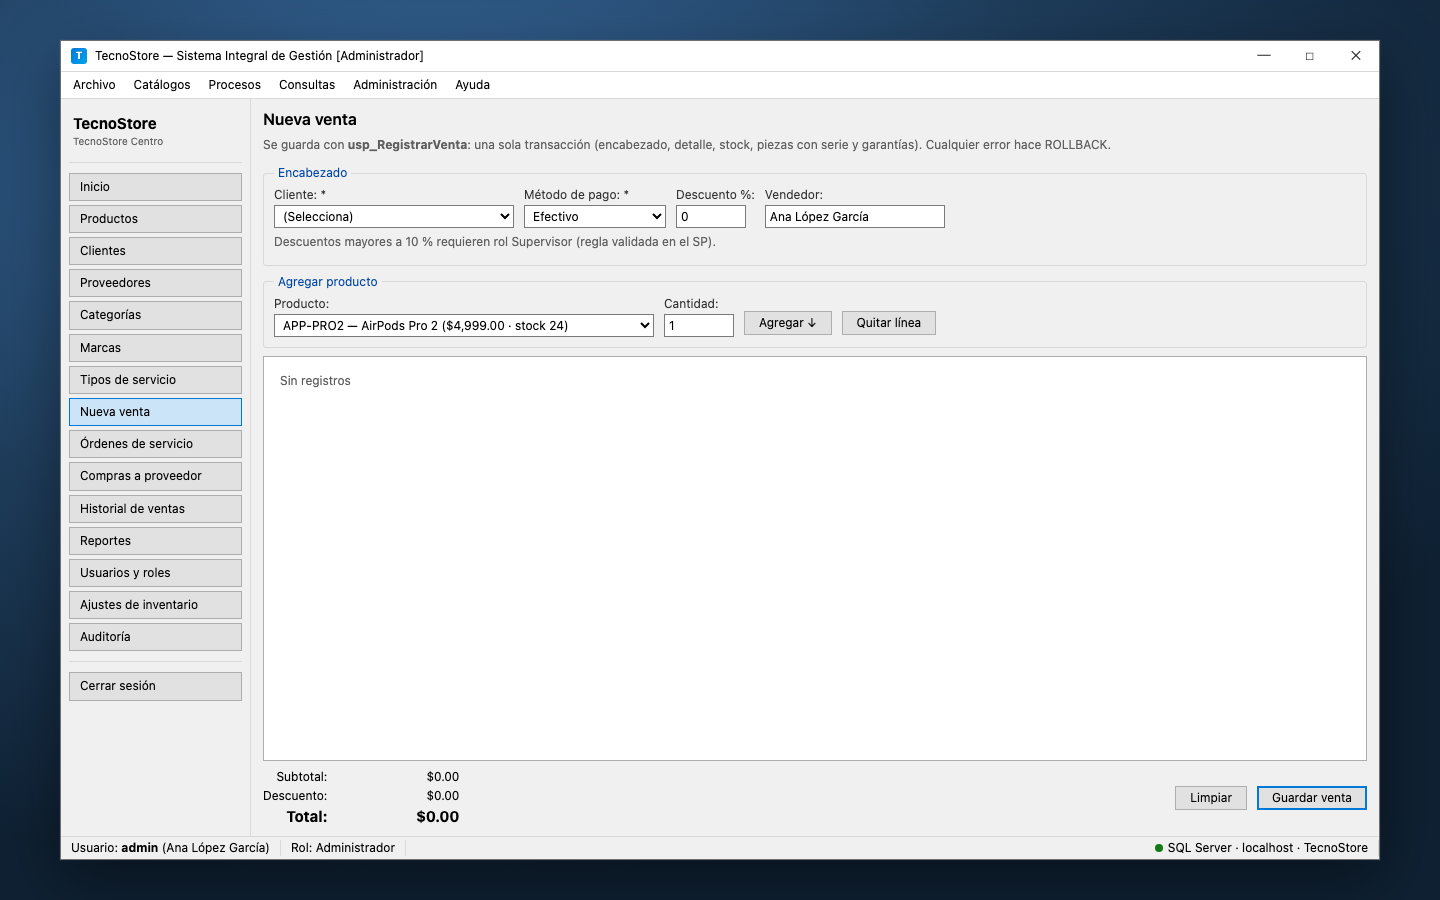 T TecnoStore — Sistema Integral de Gestión [Administrador]
Archivo Catálogos Procesos Consultas Administración Ayuda
TecnoStore
TecnoStore Centro
Inicio
Productos
Clientes
Proveedores
Categorías
Marcas
Tipos de servicio
Nueva venta
Órdenes de servicio
Compras a proveedor
Historial de ventas
Reportes
Usuarios y roles
Ajustes de inventario
Auditoría
Cerrar sesión
Nueva venta
Se guarda con usp_RegistrarVenta: una sola transacción (encabezado, detalle, stock, piezas con serie y garantías). Cualquier error hace ROLLBACK.
Encabezado
Cliente: * Método de pago: * Descuento %: Vendedor:
(Selecciona) Efectivo 0 Ana López García
Descuentos mayores a 10 % requieren rol Supervisor (regla validada en el SP).
Agregar producto
Producto: Cantidad:
APP-PRO2 — AirPods Pro 2 ($4,999.00 · stock 24) 1 Agregar ↓ Quitar línea
Sin registros
Subtotal: $0.00
Descuento: $0.00
Total: $0.00
Limpiar Guardar venta
Usuario: admin (Ana López García) Rol: Administrador SQL Server · localhost · TecnoStore